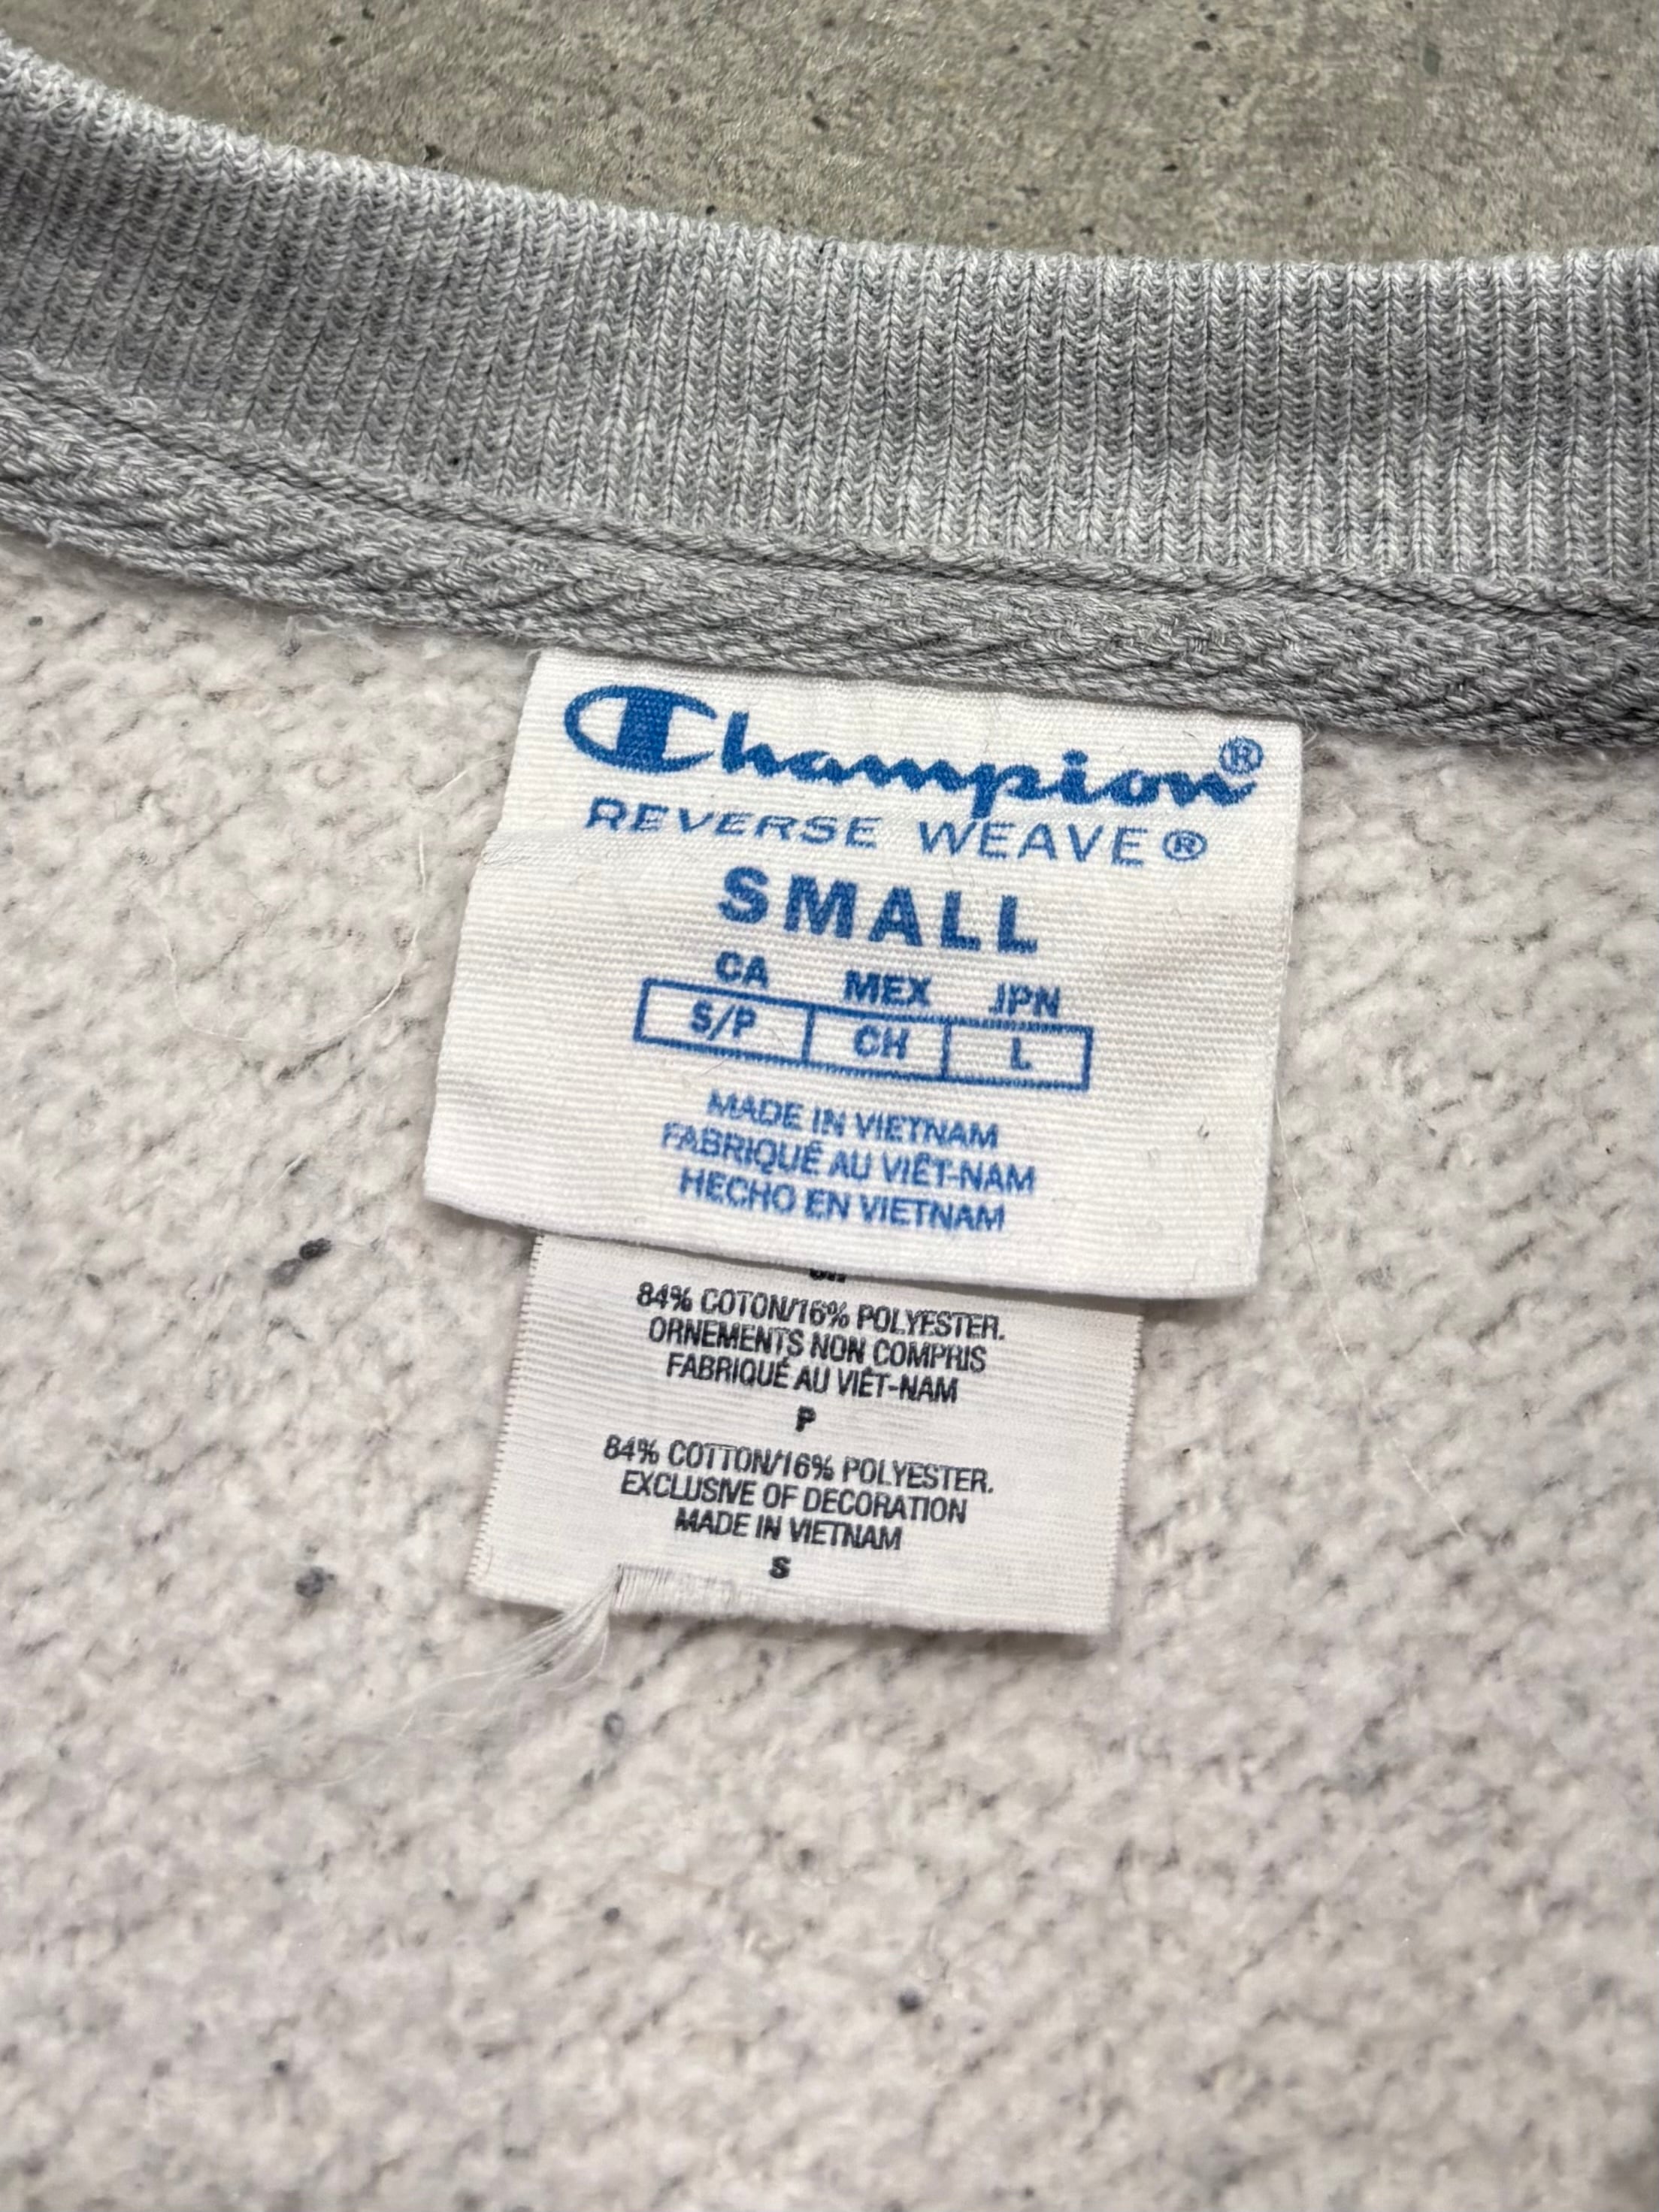 Champion®
REVERSE WEAVE®
SMALL
CA MEX JPN
S/P CH L
MADE IN VIETNAM
FABRIQUÉ AU VIÊT-NAM
HECHO EN VIETNAM
84% COTON/16% POLYESTER.
ORNEMENTS NON COMPRIS
FABRIQUÉ AU VIÊT-NAM
P
84% COTTON/16% POLYESTER.
EXCLUSIVE OF DECORATION
MADE IN VIETNAM
S